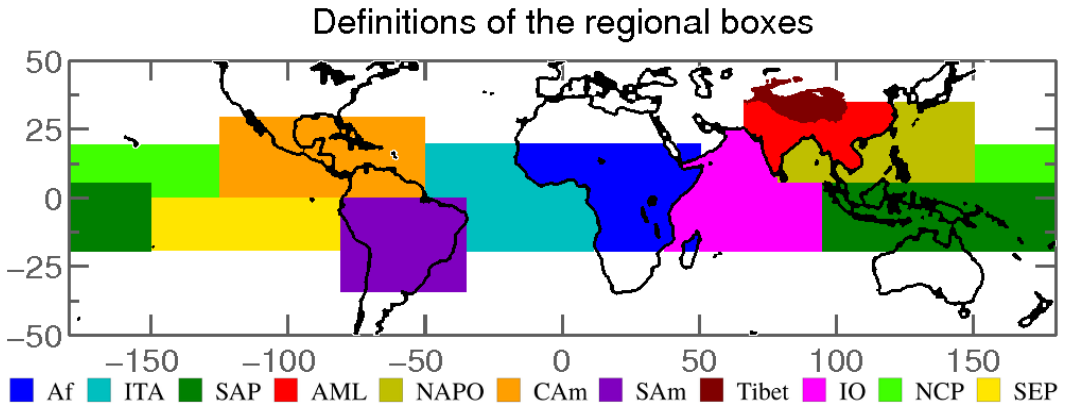 Definitions of the regional boxes
50
25
0
−25
−50
−150 −100 −50 0 50 100 150
Af ITA SAP AML NAPO CAm SAm Tibet IO NCP SEP